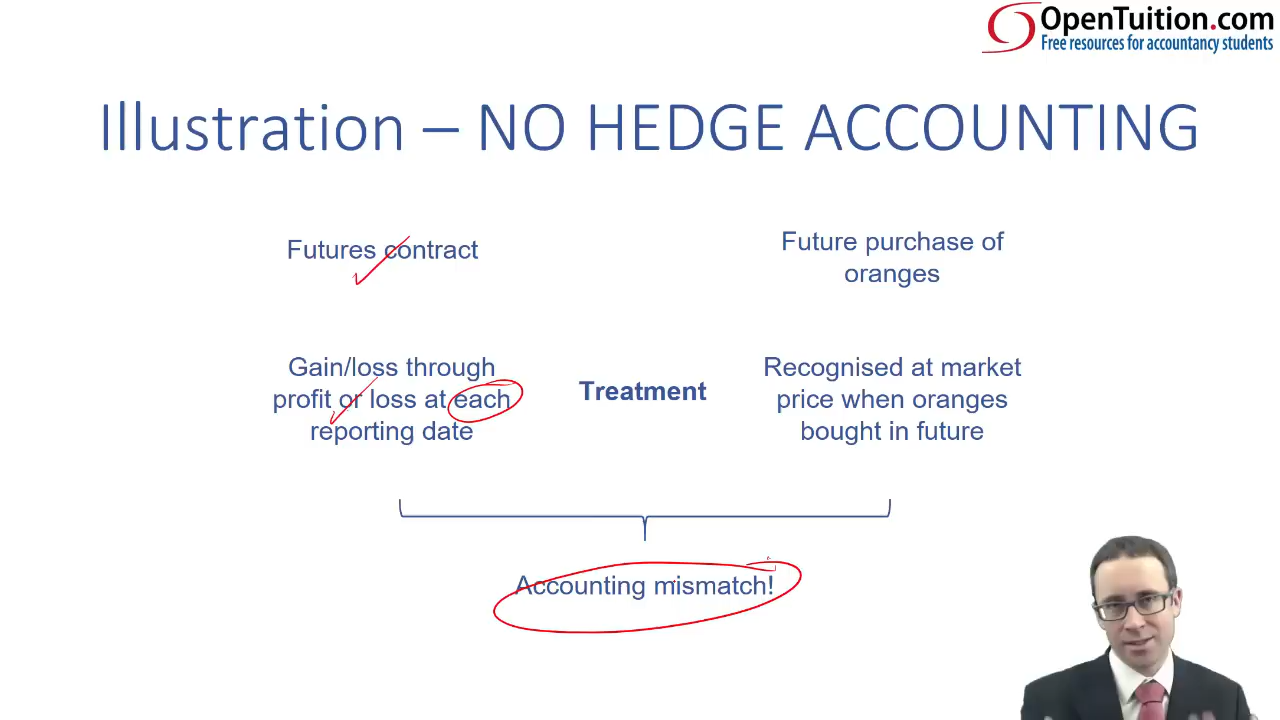 OpenTuition.com
Free resources for accountancy students
Illustration – NO HEDGE ACCOUNTING
Futures contract
Future purchase of
oranges
Gain/loss through
profit or loss at each
reporting date
Treatment
Recognised at market
price when oranges
bought in future
Accounting mismatch!